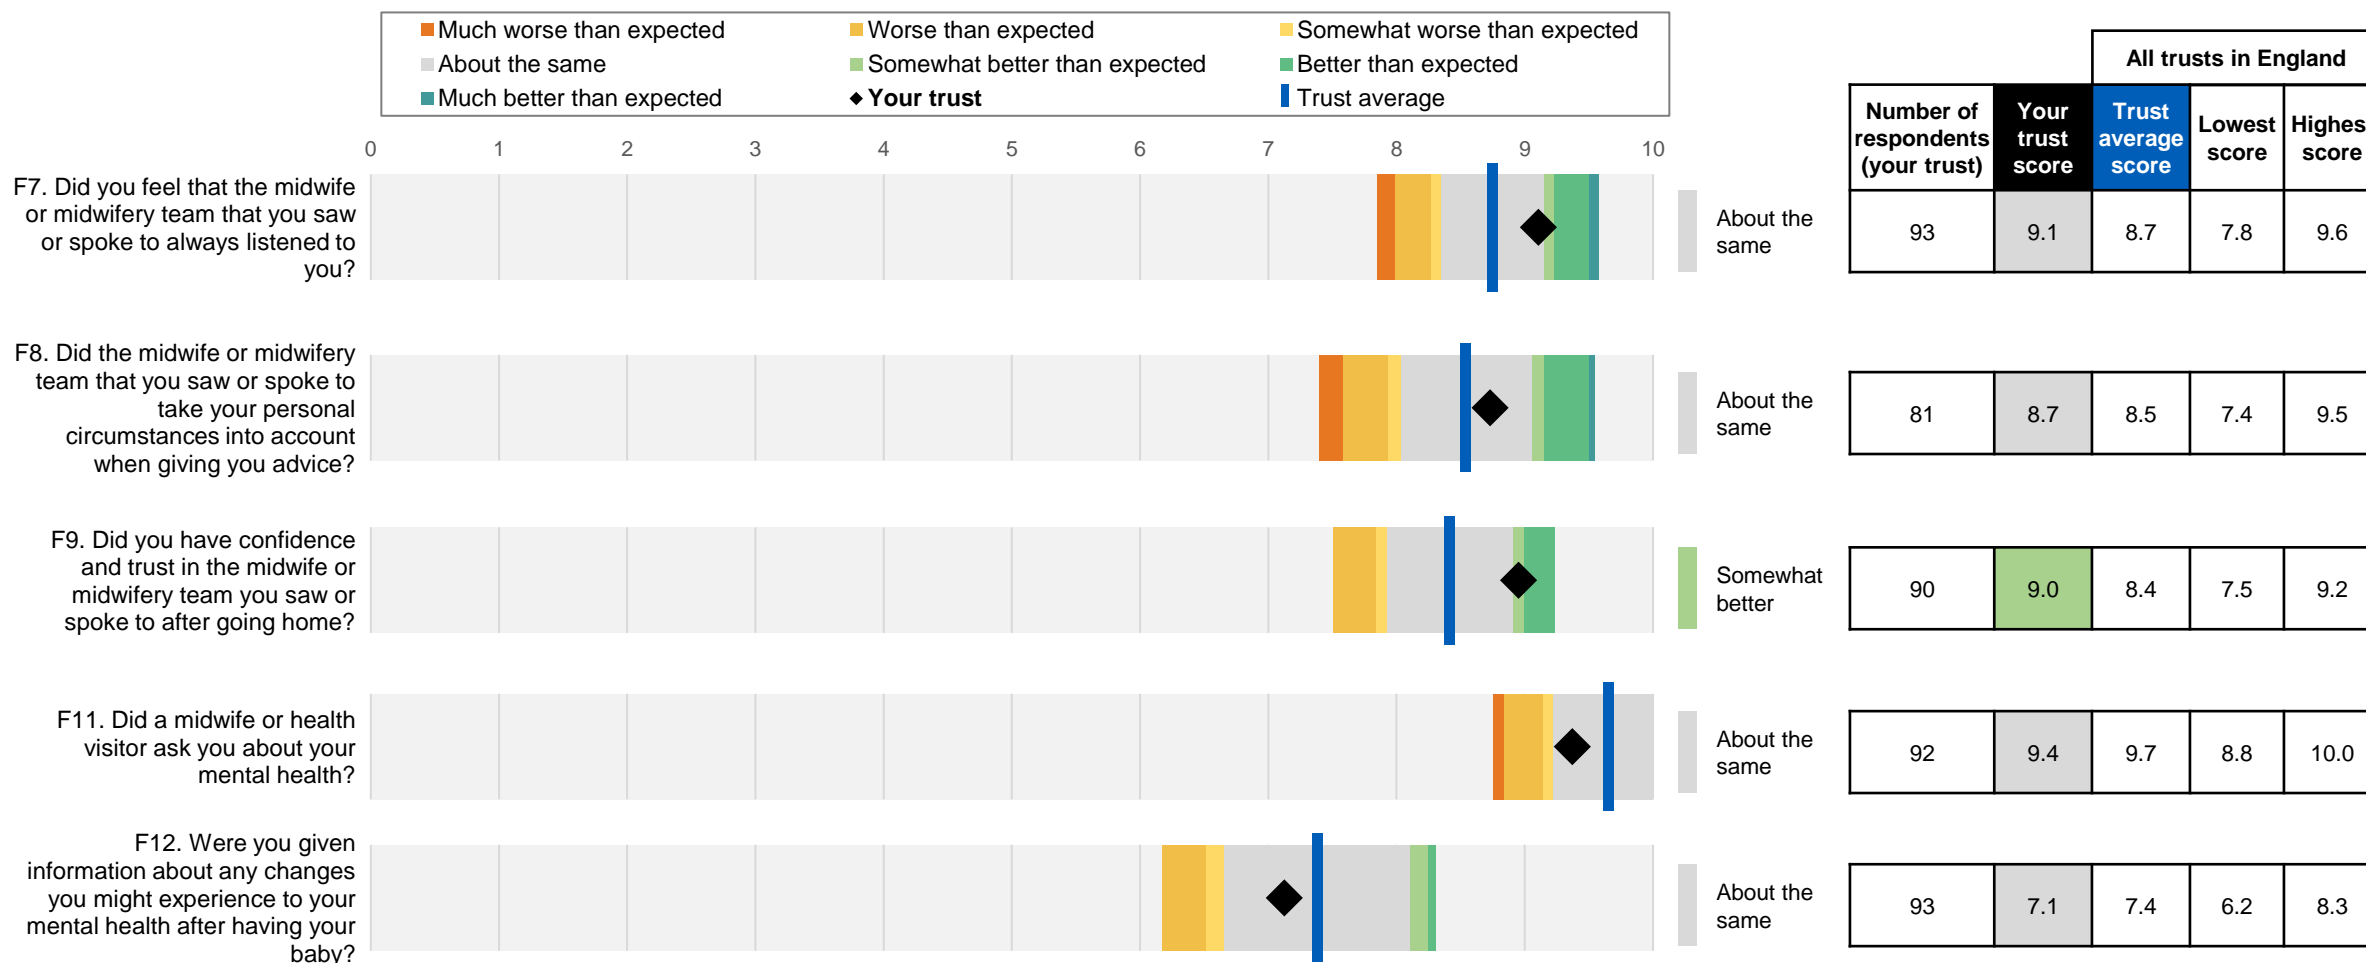 Much worse than expected
Worse than expected
Somewhat worse than expected
About the same
Somewhat better than expected
Better than expected
Much better than expected
Your trust
Trust average
0 1 2 3 4 5 6 7 8 9 10
All trusts in England
Number of respondents (your trust)
Your trust score
Trust average score
Lowest score
Highes score
F7. Did you feel that the midwife
or midwifery team that you saw
or spoke to always listened to
you?
About the
same
93 9.1 8.7 7.8 9.6
F8. Did the midwife or midwifery
team that you saw or spoke to
take your personal
circumstances into account
when giving you advice?
About the
same
81 8.7 8.5 7.4 9.5
F9. Did you have confidence
and trust in the midwife or
midwifery team you saw or
spoke to after going home?
Somewhat
better
90 9.0 8.4 7.5 9.2
F11. Did a midwife or health
visitor ask you about your
mental health?
About the
same
92 9.4 9.7 8.8 10.0
F12. Were you given
information about any changes
you might experience to your
mental health after having your
baby?
About the
same
93 7.1 7.4 6.2 8.3